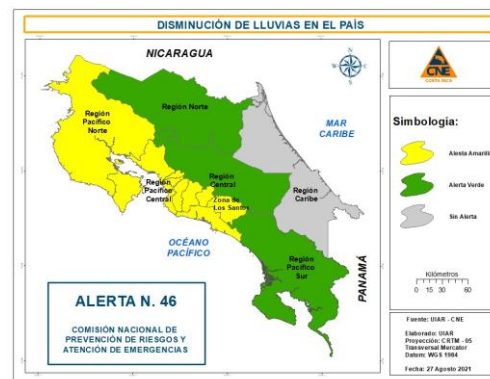 DISMINUCIÓN DE LLUVIAS EN EL PAÍS
NICARAGUA
N
W
E
S
CNE
COSTA RICA
MAR
CARIBE
Región Norte
Región
Pacífico
Norte
Región
Central
Región
Pacífico
Central
Zona de
Los Santos
Región
Caribe
OCÉANO
PACÍFICO
Región
Pacífico
Sur
PANAMÁ
Simbología:
Alerta Amarilla
Alerta Verde
Sin Alerta
Kilómetros
0 15 30 60
ALERTA N. 46
COMISIÓN NACIONAL DE
PREVENCIÓN DE RIESGOS Y
ATENCIÓN DE EMERGENCIAS
Fuente: UIAR - CNE
Elaborado: UIAR
Proyección: CRTM - 05
Transversal Mercator
Datum: WGS 1984
Fecha: 27 Agosto 2021